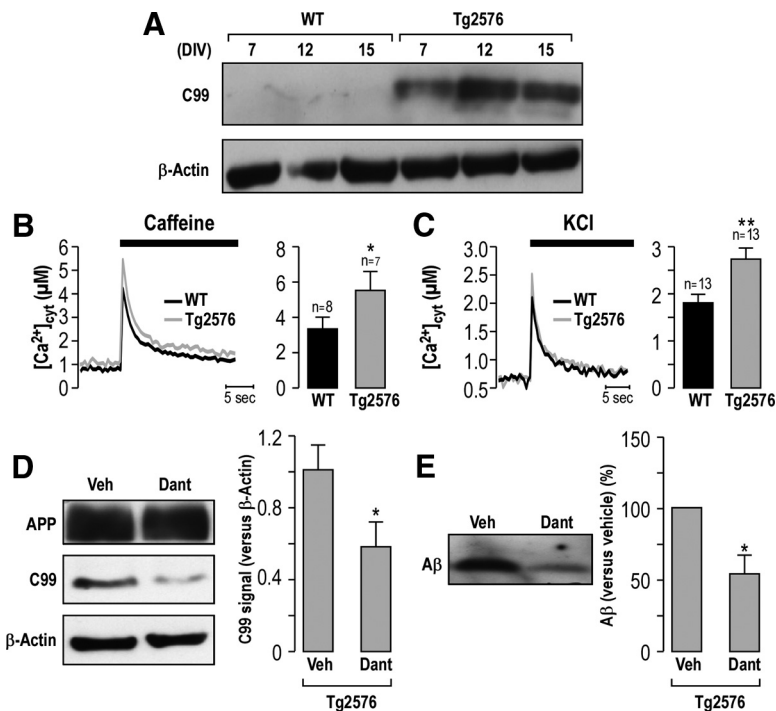 A
WT Tg2576
(DIV) 7 12 15 7 12 15
C99
β-Actin
B
Caffeine
[Ca2+]cyt (µM)
6
5
4
3
2
1
0
WT
Tg2576
5 sec
8
6
4
2
0
n=8
*
n=7
WT Tg2576
C
KCl
[Ca2+]cyt (µM)
3.0
2.5
2.0
1.5
1.0
0.5
WT
Tg2576
5 sec
3
2
1
0
n=13
**
n=13
WT Tg2576
D
Veh Dant
APP
C99
β-Actin
C99 signal (versus β-Actin)
1.2
0.8
0.4
0
*
Veh Dant
Tg2576
E
Veh Dant
Aβ
Aβ (versus vehicle) (%)
150
100
50
0
*
Veh Dant
Tg2576